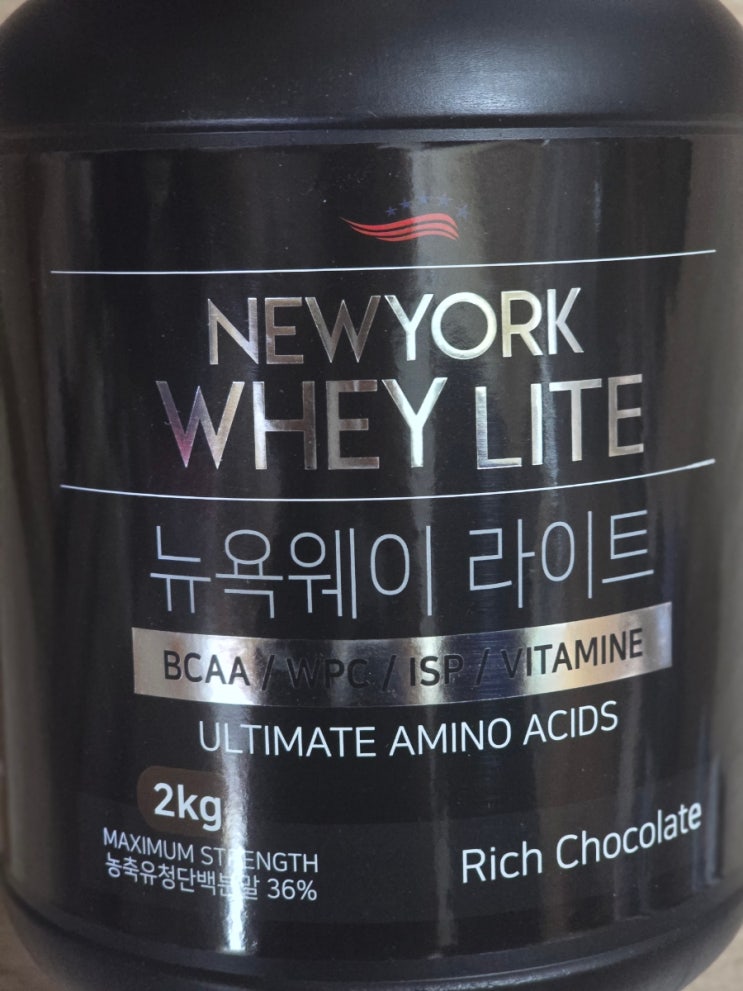 NEWYORK
WHEY LITE
뉴욕웨이 라이트
BCAA / WPC / ISP / VITAMINE
ULTIMATE AMINO ACIDS
2kg
MAXIMUM STRENGTH
농축유청단백분말 36%
Rich Chocolate